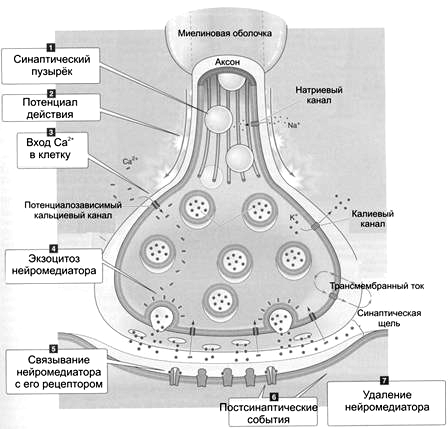 Миелиновая оболочка
Аксон
1
Синаптический
пузырёк
2
Потенциал
действия
3
Вход Ca²⁺
в клетку
Ca²⁺
Натриевый
канал
Na⁺
Потенциалозависимый
кальциевый канал
K⁺
Калиевый
канал
4
Экзоцитоз
нейромедиатора
Трансмембранный ток
Синаптическая
щель
5
Связывание
нейромедиатора
с его рецептором
6
Постсинаптические
события
7
Удаление
нейромедиатора